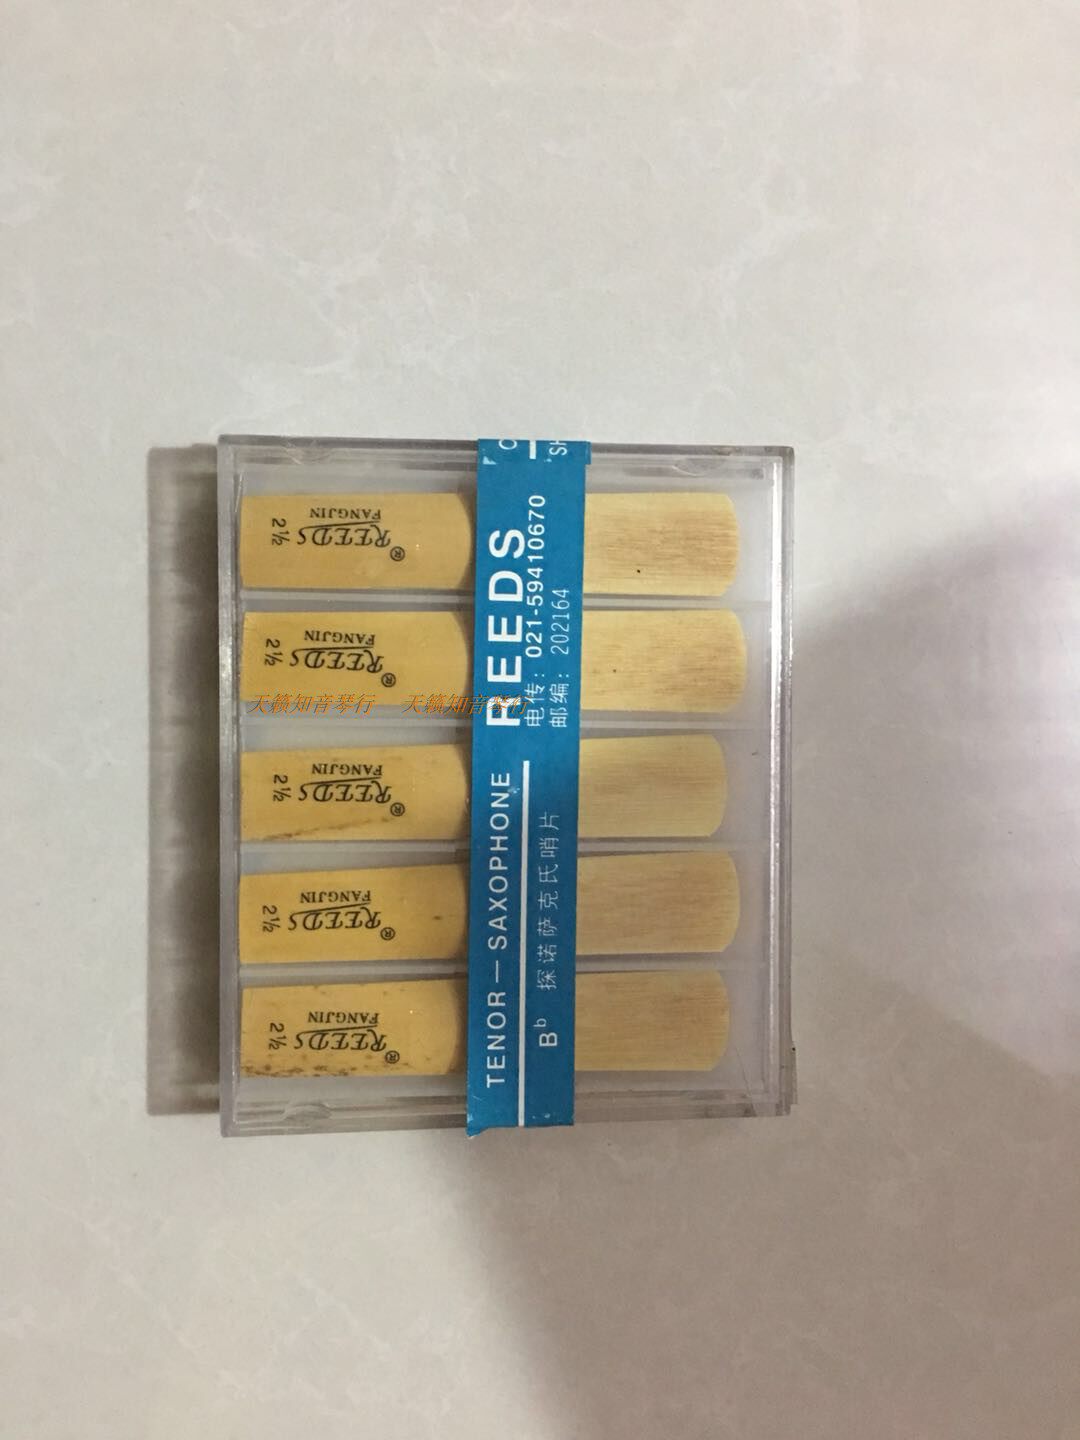 TENOR—SAXOPHONE REEDS
电传: 021-59410670
邮编: 202164
Bb 探诺萨克氏哨片
2½
REEDS
FANGJIN
®
2½
REEDS
FANGJIN
®
2½
REEDS
FANGJIN
®
2½
REEDS
FANGJIN
®
2½
REEDS
FANGJIN
®
天籁知音琴行 天籁知音琴行